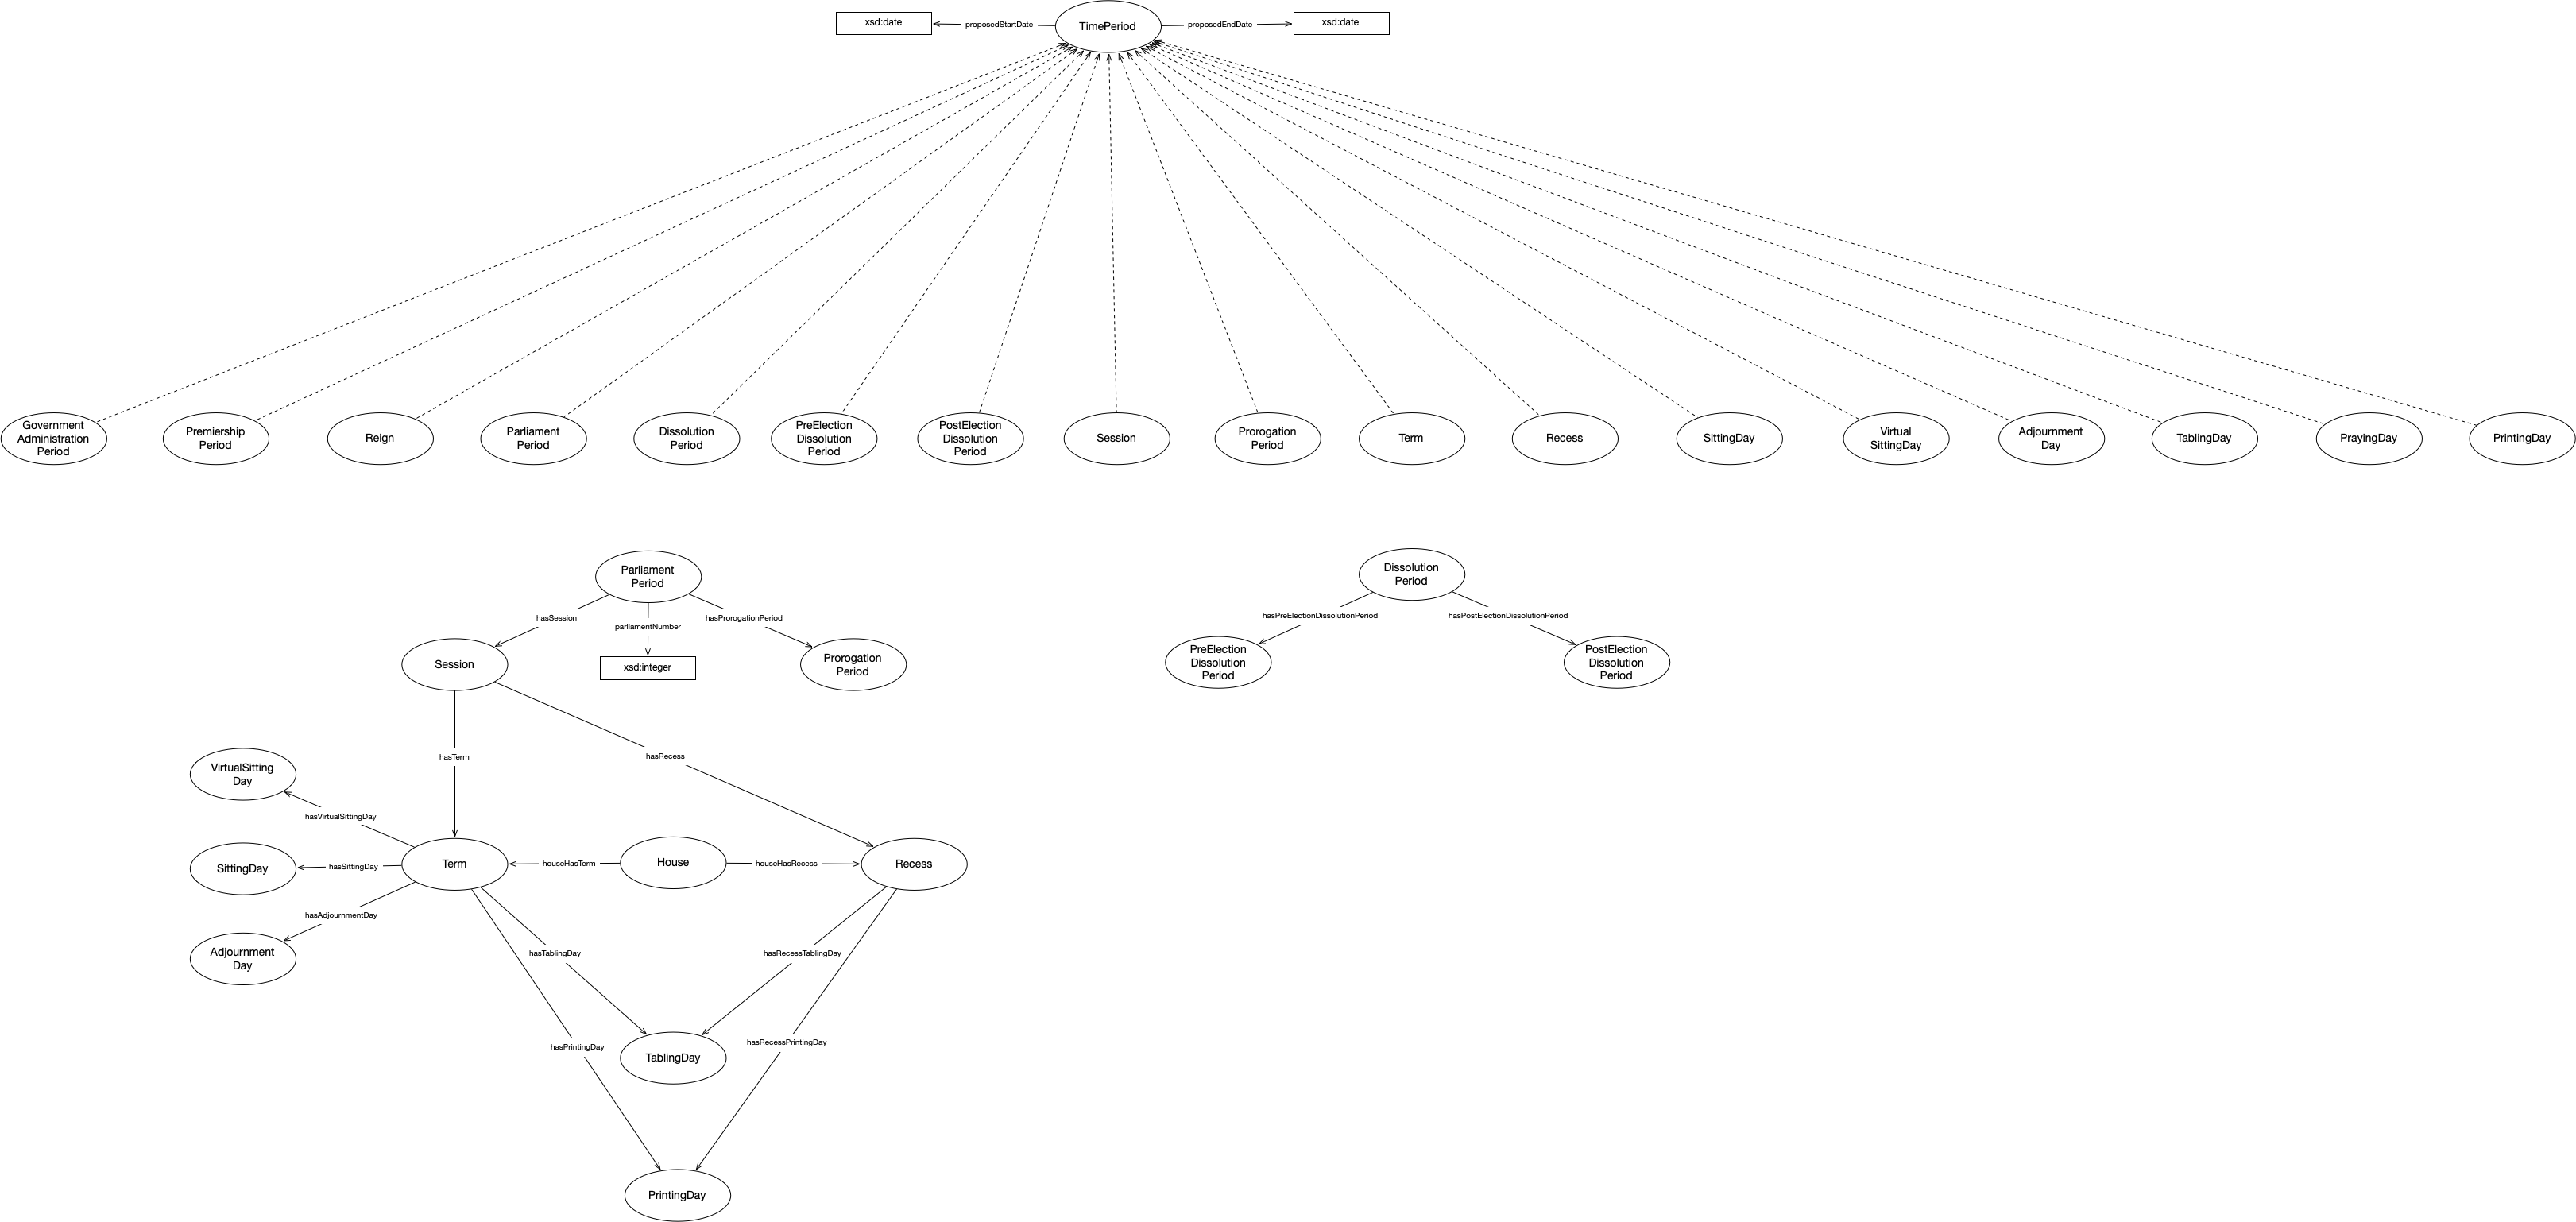 xsd:date
proposedStartDate
TimePeriod
proposedEndDate
xsd:date
Government
Administration
Period
Premiership
Period
Reign
Parliament
Period
Dissolution
Period
PreElection
Dissolution
Period
PostElection
Dissolution
Period
Session
Prorogation
Period
Term
Recess
SittingDay
Virtual
SittingDay
Adjournment
Day
TablingDay
PrayingDay
PrintingDay
Parliament
Period
Dissolution
Period
hasSession
parliamentNumber
hasProrogationPeriod
hasPreElectionDissolutionPeriod
hasPostElectionDissolutionPeriod
Session
xsd:integer
Prorogation
Period
PreElection
Dissolution
Period
PostElection
Dissolution
Period
hasTerm
hasRecess
VirtualSitting
Day
hasVirtualSittingDay
SittingDay
hasSittingDay
Term
houseHasTerm
House
houseHasRecess
Recess
hasAdjournmentDay
Adjournment
Day
hasTablingDay
hasRecessTablingDay
hasPrintingDay
TablingDay
hasRecessPrintingDay
PrintingDay